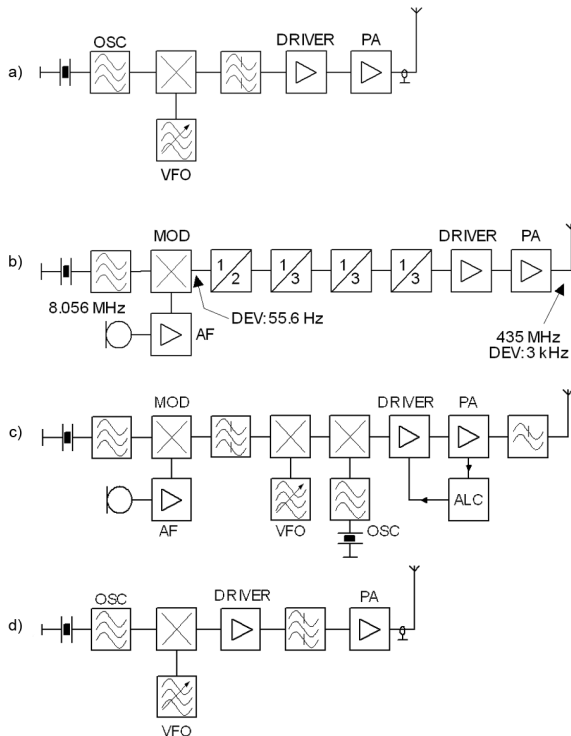 OSC
DRIVER
PA
a)
VFO
MOD
DRIVER
PA
b)
1/2
1/3
1/3
1/3
8.056 MHz
DEV: 55.6 Hz
AF
435 MHz
DEV: 3 kHz
MOD
DRIVER
PA
c)
ALC
AF
VFO
OSC
OSC
DRIVER
PA
d)
VFO